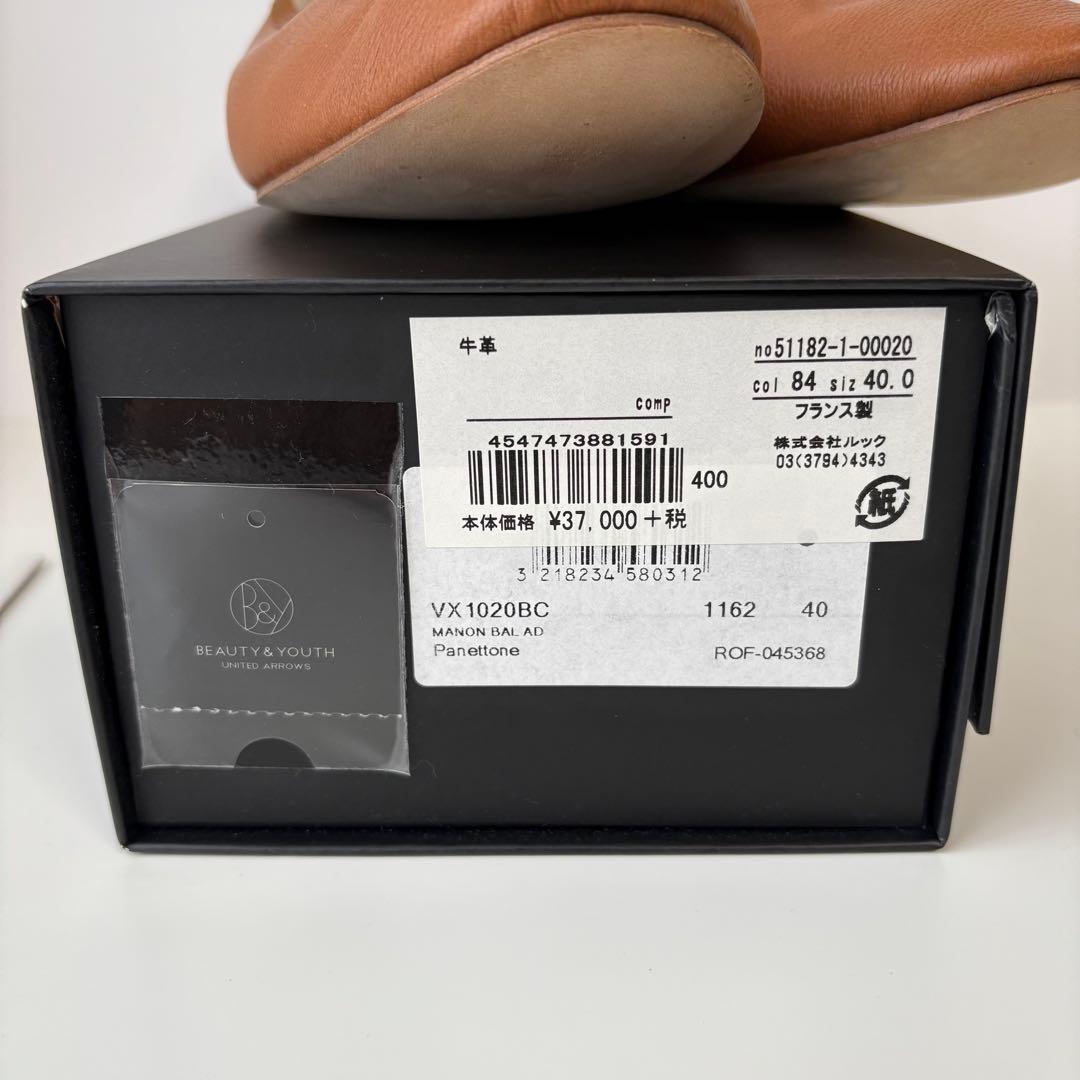 牛革
no51182-1-00020
col 84 siz 40.0
フランス製
comp
株式会社ルック
03(3794)4343
4547473881591
400
紙
本体価格 ¥37,000+税
3 218234 580312
VX1020BC 1162 40
MANON BAL AD
Panettone ROF-045368
B&Y
BEAUTY & YOUTH
UNITED ARROWS